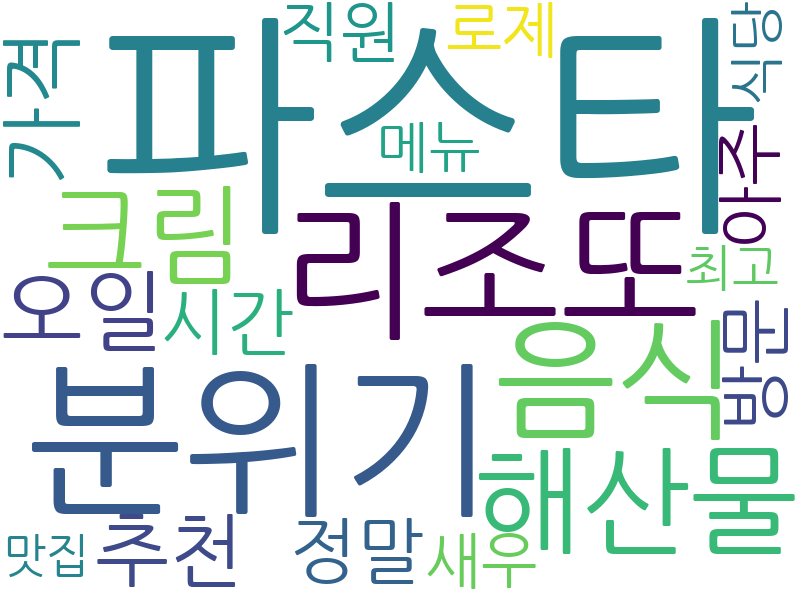 파스타
직원
로제
식당
가격
메뉴
아주
크림
리조또
최고
오일
시간
음식
방문
분위기
해산물
추천
정말
새우
맛집